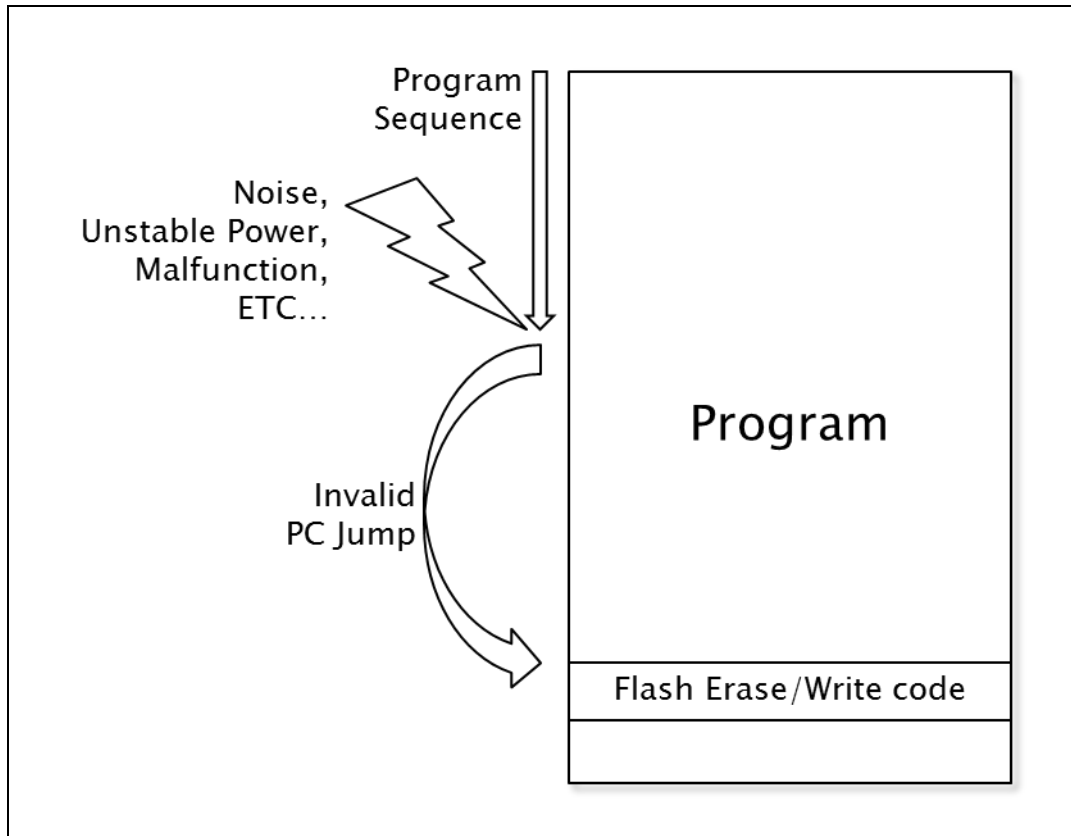 Program
Sequence
Noise,
Unstable Power,
Malfunction,
ETC...
Program
Invalid
PC Jump
Flash Erase/Write code